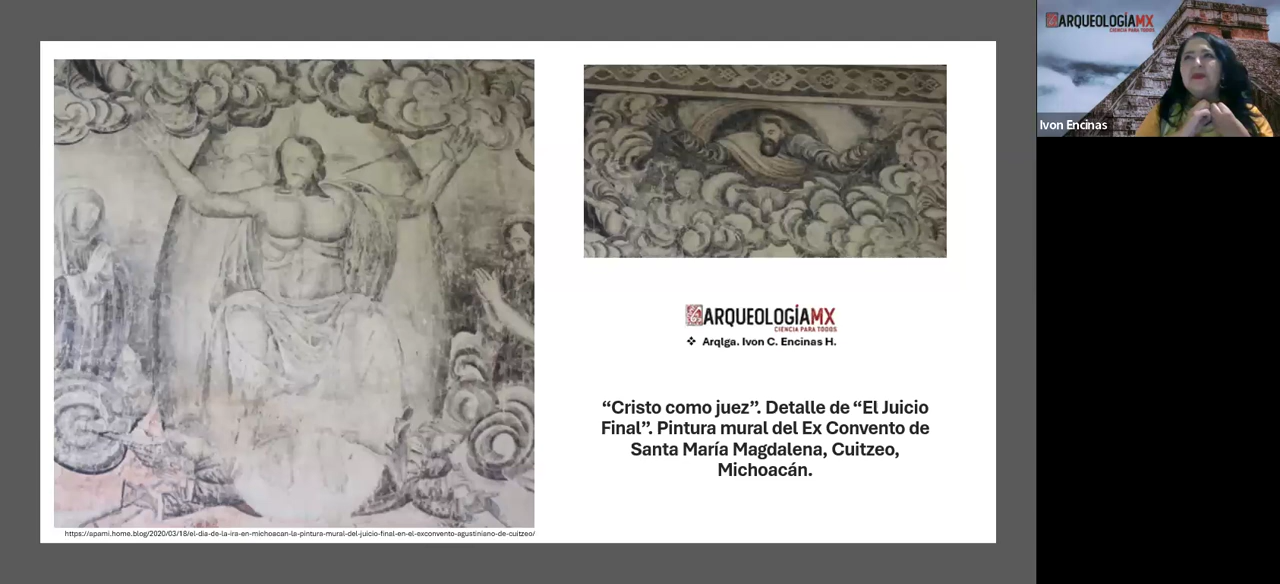 ARQUEOLOGÍAMX
CIENCIA PARA TODOS
❖ Arqlga. Ivon C. Encinas H.
“Cristo como juez”. Detalle de “El Juicio
Final”. Pintura mural del Ex Convento de
Santa María Magdalena, Cuitzeo,
Michoacán.
https://apami.home.blog/2020/03/18/el-dia-de-la-ira-en-michoacan-la-pintura-mural-del-juicio-final-en-el-exconvento-agustiniano-de-cuitzeo/
ARQUEOLOGÍAMX
CIENCIA PARA TODOS
Ivon Encinas